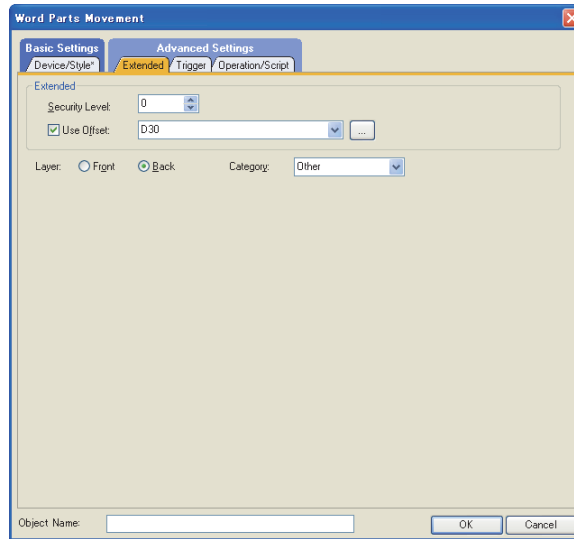 Word Parts Movement
Basic Settings
Advanced Settings
Device/Style*
Extended
Trigger
Operation/Script
Extended
Security Level:
0
Use Offset:
D30
...
Layer:
Front
Back
Category:
Other
Object Name:
OK
Cancel